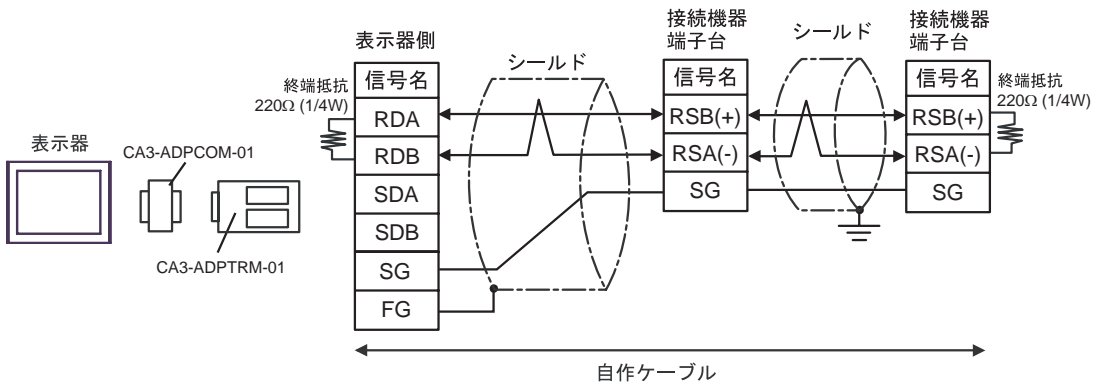 表示器
CA3-ADPCOM-01
CA3-ADPTRM-01
終端抵抗
220Ω (1/4W)
表示器側
信号名
RDA
RDB
SDA
SDB
SG
FG
シールド
接続機器
端子台
信号名
RSB(+)
RSA(-)
SG
シールド
接続機器
端子台
信号名
RSB(+)
RSA(-)
SG
終端抵抗
220Ω (1/4W)
自作ケーブル